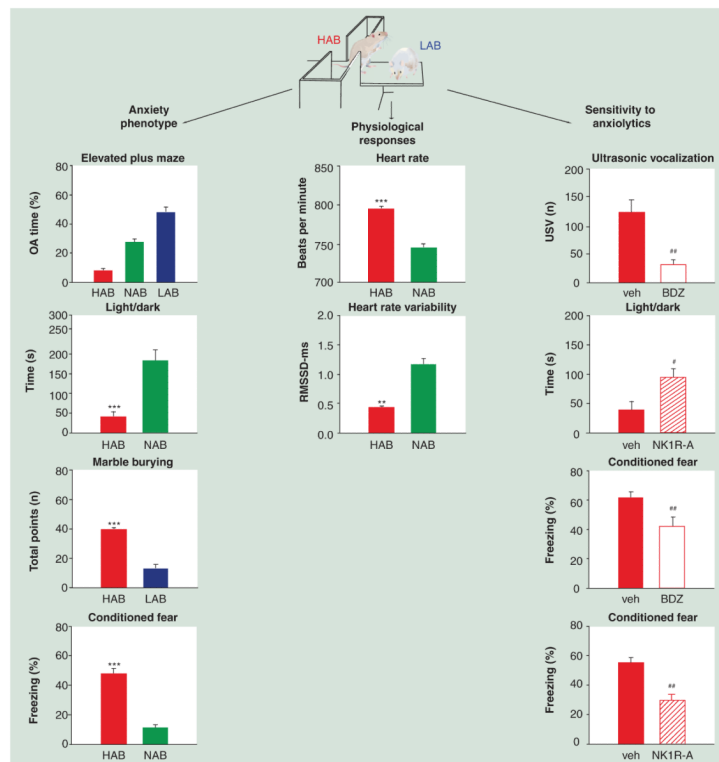 HAB
LAB
Anxiety
phenotype
Physiological
responses
Sensitivity to
anxiolytics
Elevated plus maze
OA time (%)
80
60
40
20
0
HAB NAB LAB
Heart rate
Beats per minute
850
800
750
700
***
HAB NAB
Ultrasonic vocalization
USV (n)
200
150
100
50
0
##
veh BDZ
Light/dark
Time (s)
300
250
200
150
100
50
0
***
HAB NAB
Heart rate variability
RMSSD-ms
2.0
1.5
1.0
0.5
0.0
**
HAB NAB
Light/dark
Time (s)
200
150
100
50
0
#
veh NK1R-A
Marble burying
Total points (n)
80
60
40
20
0
***
HAB LAB
Conditioned fear
Freezing (%)
80
60
40
20
0
##
veh BDZ
Conditioned fear
Freezing (%)
80
60
40
20
0
***
HAB NAB
Conditioned fear
Freezing (%)
80
60
40
20
0
##
veh NK1R-A